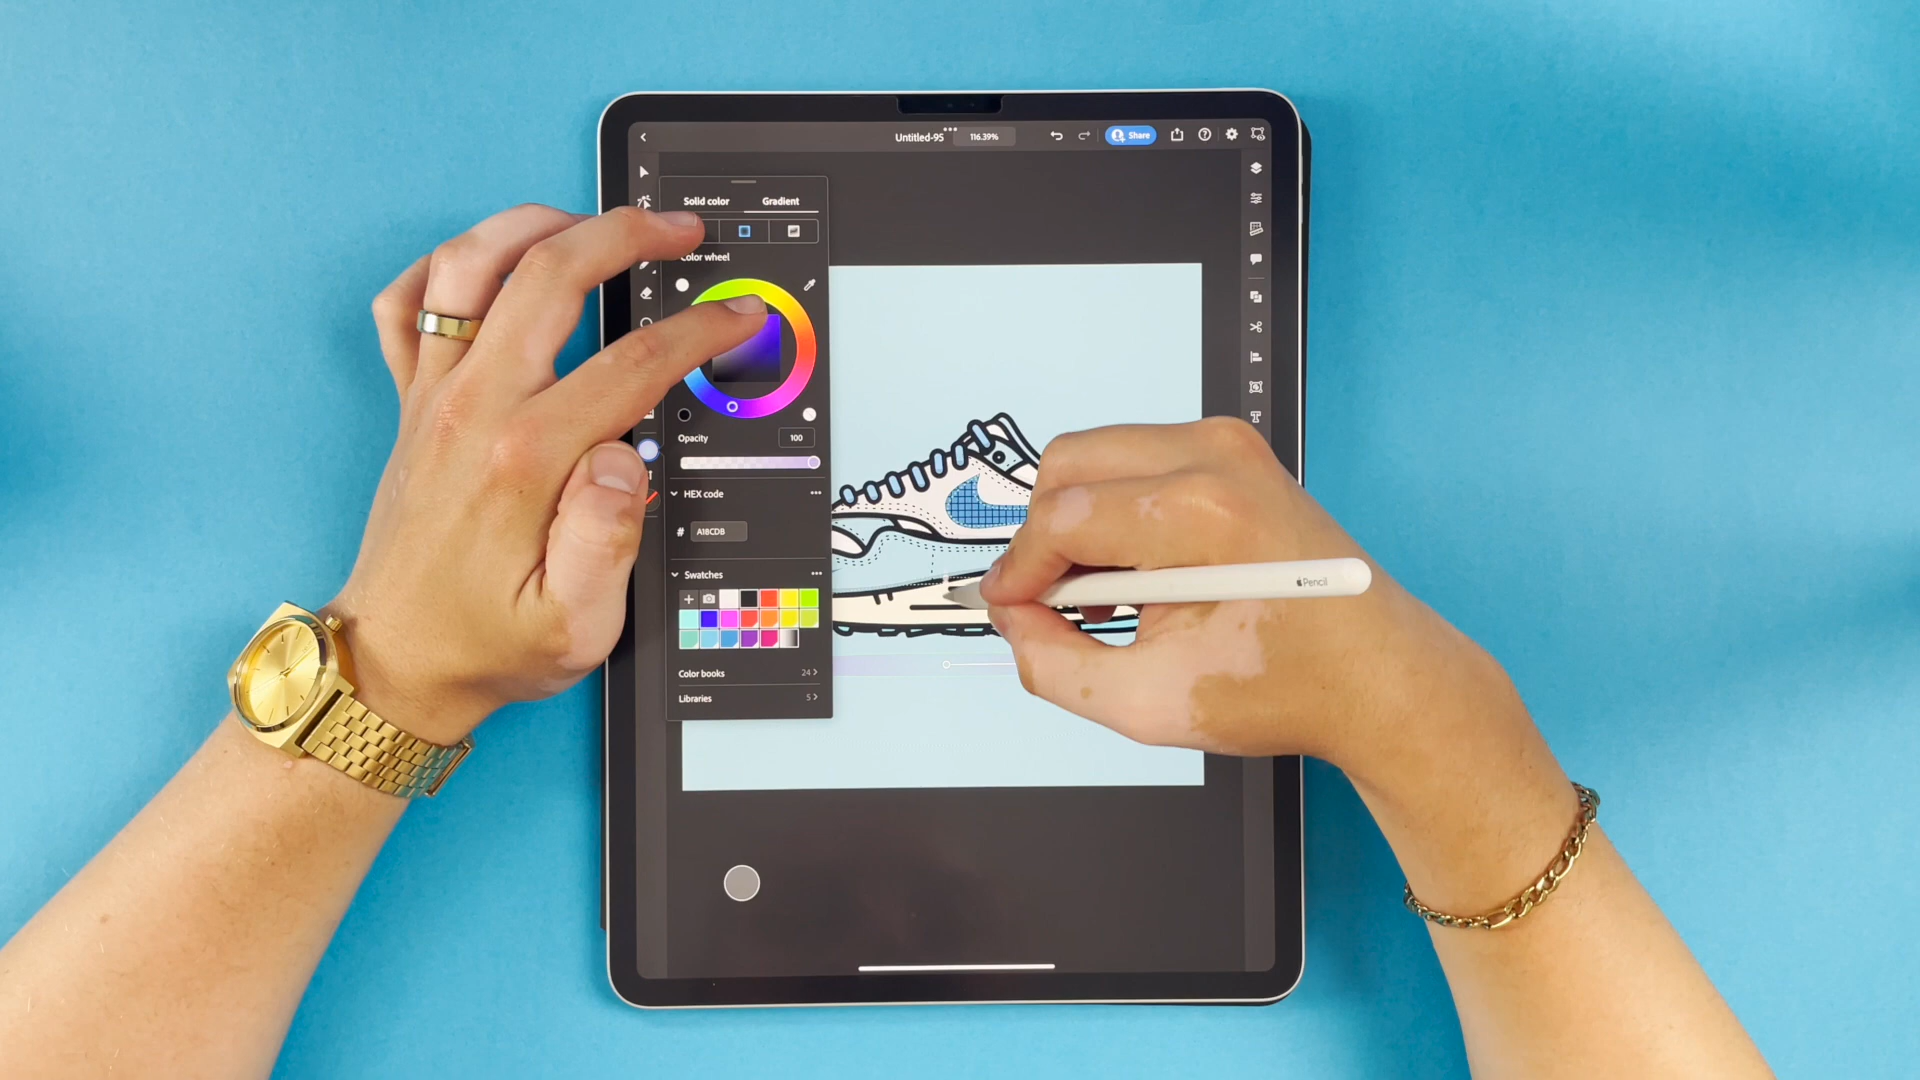 Untitled-95 ••• 116.39% Share
Solid color Gradient
Color wheel
Opacity 100
HEX code •••
# A18CDB
Swatches •••
Color books 24 >
Libraries 5 >
Pencil